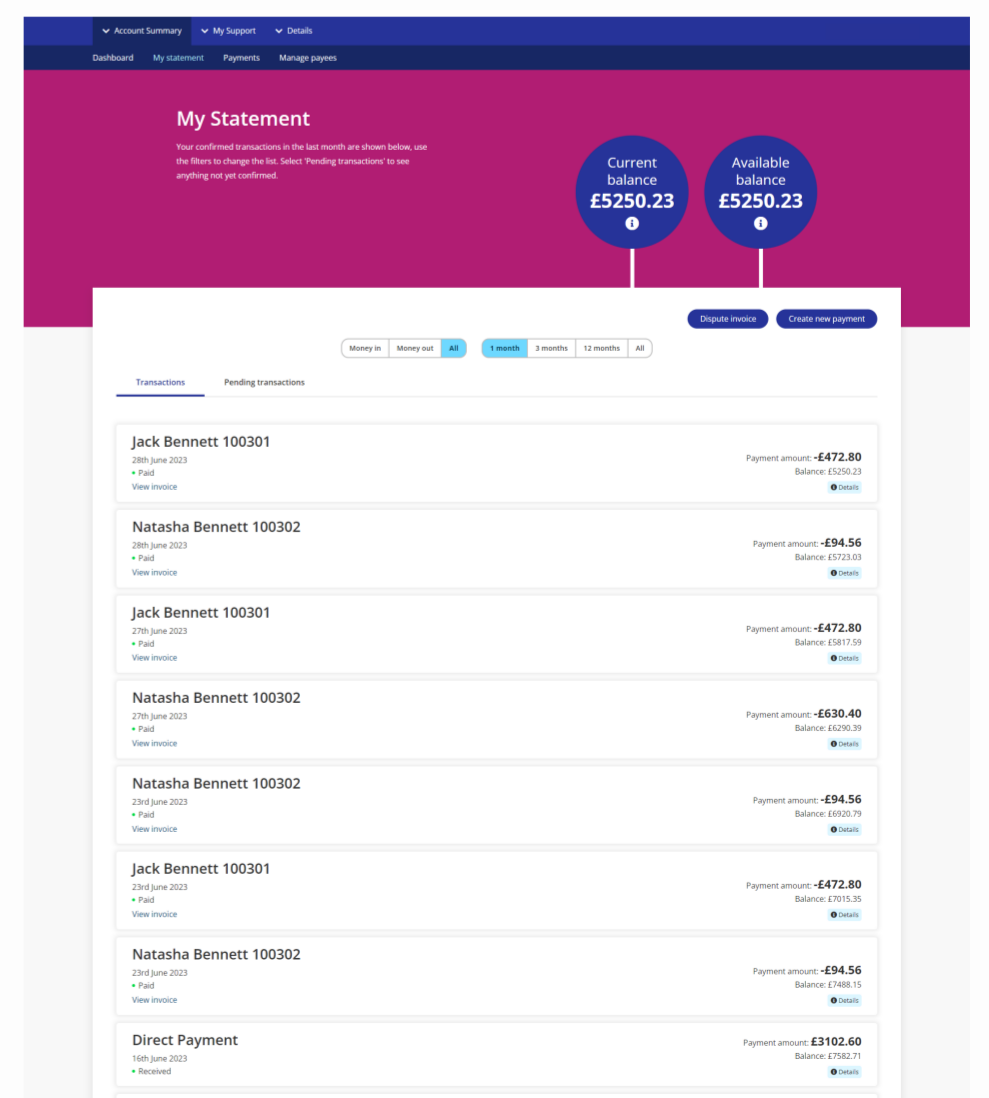 Account Summary My Support Details
Dashboard My statement Payments Manage payees
My Statement
Your confirmed transactions in the last month are shown below, use
the filters to change the list. Select 'Pending transactions' to see
anything not yet confirmed.
Current
balance
£5250.23
Available
balance
£5250.23
Dispute invoice Create new payment
Money in Money out All 1 month 3 months 12 months All
Transactions Pending transactions
Jack Bennett 100301
28th June 2023
Paid
View invoice
Payment amount: -£472.80
Balance: £5250.23
Details
Natasha Bennett 100302
28th June 2023
Paid
View invoice
Payment amount: -£94.56
Balance: £5723.03
Details
Jack Bennett 100301
27th June 2023
Paid
View invoice
Payment amount: -£472.80
Balance: £5817.59
Details
Natasha Bennett 100302
27th June 2023
Paid
View invoice
Payment amount: -£630.40
Balance: £6290.39
Details
Natasha Bennett 100302
23rd June 2023
Paid
View invoice
Payment amount: -£94.56
Balance: £6920.79
Details
Jack Bennett 100301
23rd June 2023
Paid
View invoice
Payment amount: -£472.80
Balance: £7015.35
Details
Natasha Bennett 100302
23rd June 2023
Paid
View invoice
Payment amount: -£94.56
Balance: £7488.15
Details
Direct Payment
16th June 2023
Received
Payment amount: £3102.60
Balance: £7582.71
Details